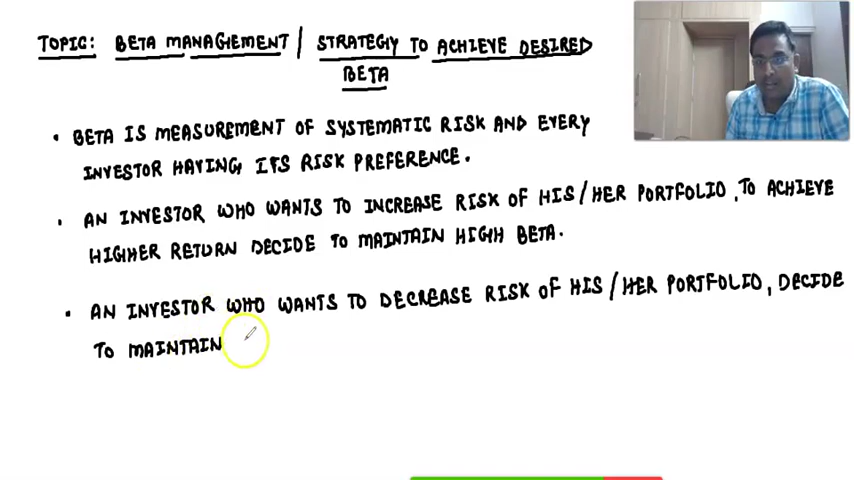 TOPIC: BETA MANAGEMENT / STRATEGY TO ACHIEVE DESIRED
BETA
• BETA IS MEASUREMENT OF SYSTEMATIC RISK AND EVERY
INVESTOR HAVING ITS RISK PREFERENCE.
• AN INVESTOR WHO WANTS TO INCREASE RISK OF HIS/HER PORTFOLIO, TO ACHIEVE
HIGHER RETURN DECIDE TO MAINTAIN HIGH BETA.
• AN INVESTOR WHO WANTS TO DECREASE RISK OF HIS/HER PORTFOLIO, DECIDE
TO MAINTAIN